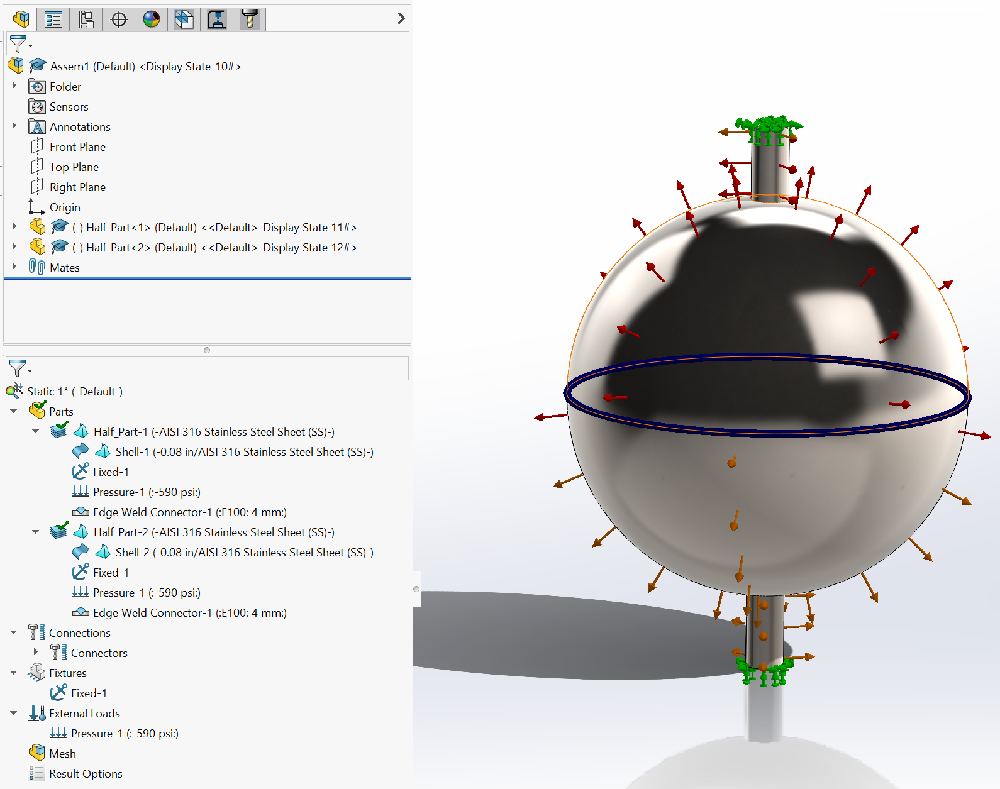 Assem1 (Default) <Display State-10#>
Folder
Sensors
Annotations
Front Plane
Top Plane
Right Plane
Origin
(-) Half_Part<1> (Default) <<Default>_Display State 11#>
(-) Half_Part<2> (Default) <<Default>_Display State 12#>
Mates
Static 1* (-Default-)
Parts
Half_Part-1 (-AISI 316 Stainless Steel Sheet (SS)-)
Shell-1 (-0.08 in/AISI 316 Stainless Steel Sheet (SS)-)
Fixed-1
Pressure-1 (:-590 psi:)
Edge Weld Connector-1 (:E100: 4 mm:)
Half_Part-2 (-AISI 316 Stainless Steel Sheet (SS)-)
Shell-2 (-0.08 in/AISI 316 Stainless Steel Sheet (SS)-)
Fixed-1
Pressure-1 (:-590 psi:)
Edge Weld Connector-1 (:E100: 4 mm:)
Connections
Connectors
Fixtures
Fixed-1
External Loads
Pressure-1 (:-590 psi:)
Mesh
Result Options